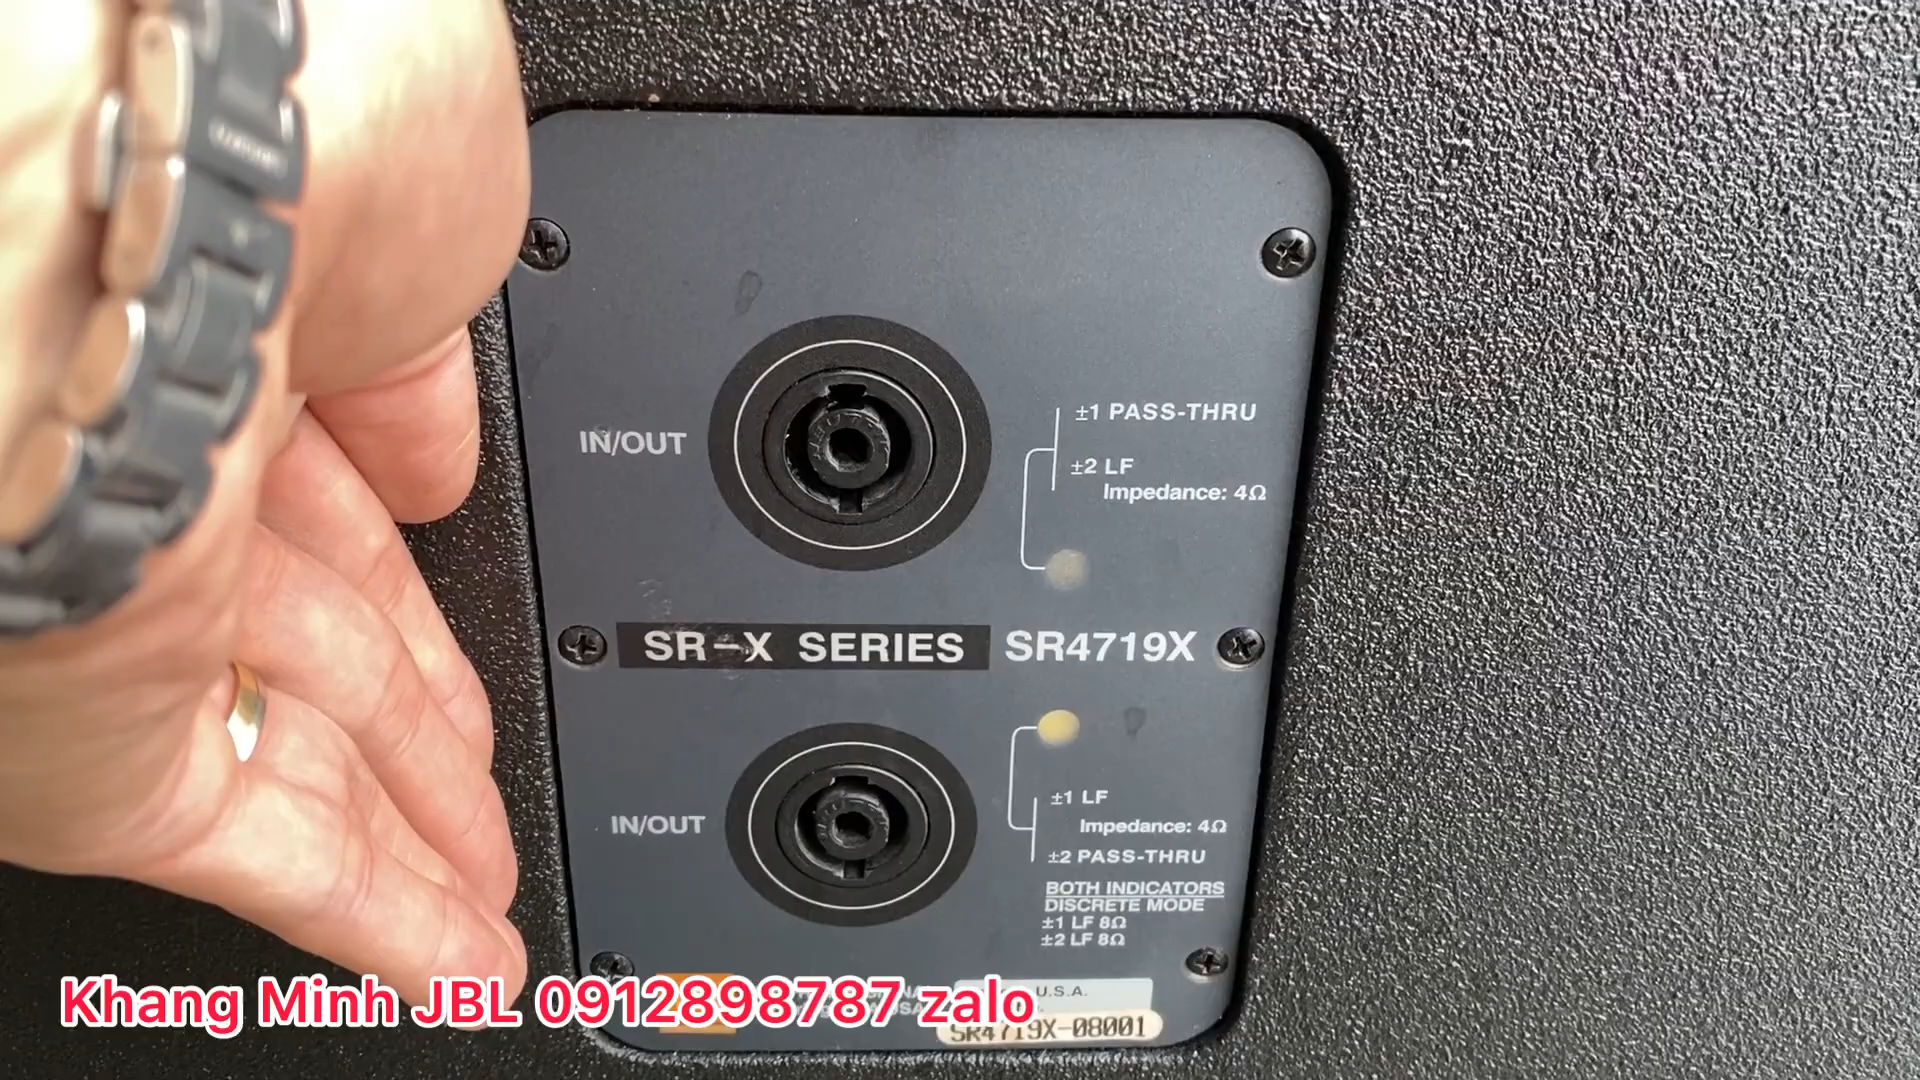 ±1 PASS-THRU
IN/OUT
±2 LF
Impedance: 4Ω
SR-X SERIES SR4719X
±1 LF
IN/OUT
Impedance: 4Ω
±2 PASS-THRU
BOTH INDICATORS
DISCRETE MODE
±1 LF 8Ω
±2 LF 8Ω
U.S.A.
Khang Minh JBL 0912898787 zalo
SR4719X-08001